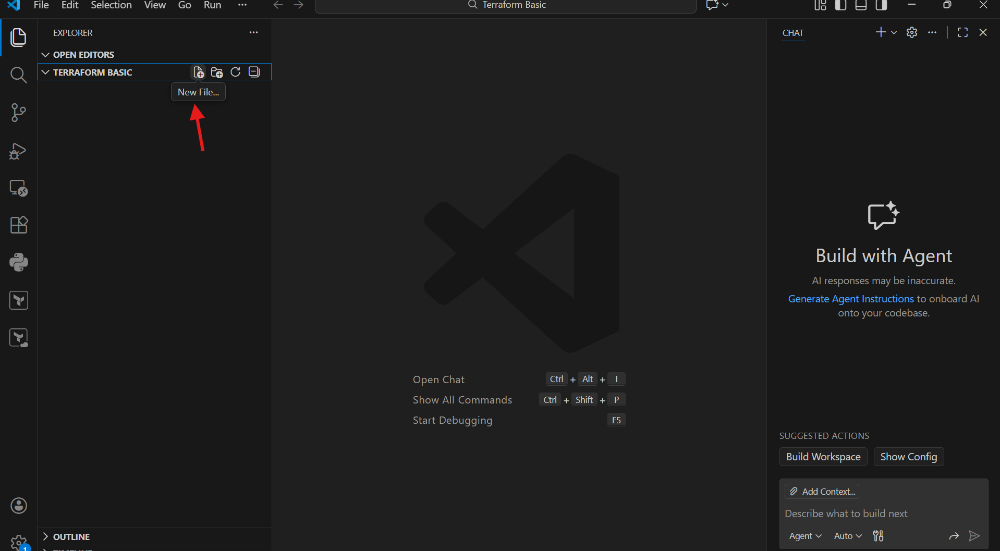 File Edit Selection View Go Run
Terraform Basic
EXPLORER
OPEN EDITORS
TERRAFORM BASIC
New File...
OUTLINE
1
Open Chat Ctrl + Alt + I
Show All Commands Ctrl + Shift + P
Start Debugging F5
CHAT
Build with Agent
AI responses may be inaccurate.
Generate Agent Instructions to onboard AI
onto your codebase.
SUGGESTED ACTIONS
Build Workspace Show Config
Add Context...
Describe what to build next
Agent Auto